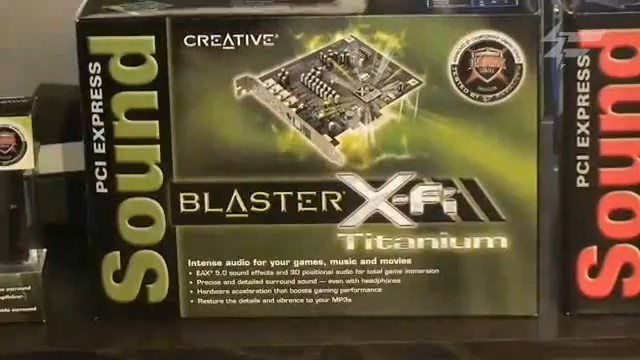 PCI EXPRESS
Sound
CREATIVE
BLASTER X-Fi
Titanium
Intense audio for your games, music and movies
• EAX® 5.0 sound effects and 3D positional audio for total game immersion
• Precise and detailed surround sound — even with headphones
• Hardware acceleration that boosts gaming performance
• Restore the details and vibrance to your MP3s
PCI EXPRESS
So